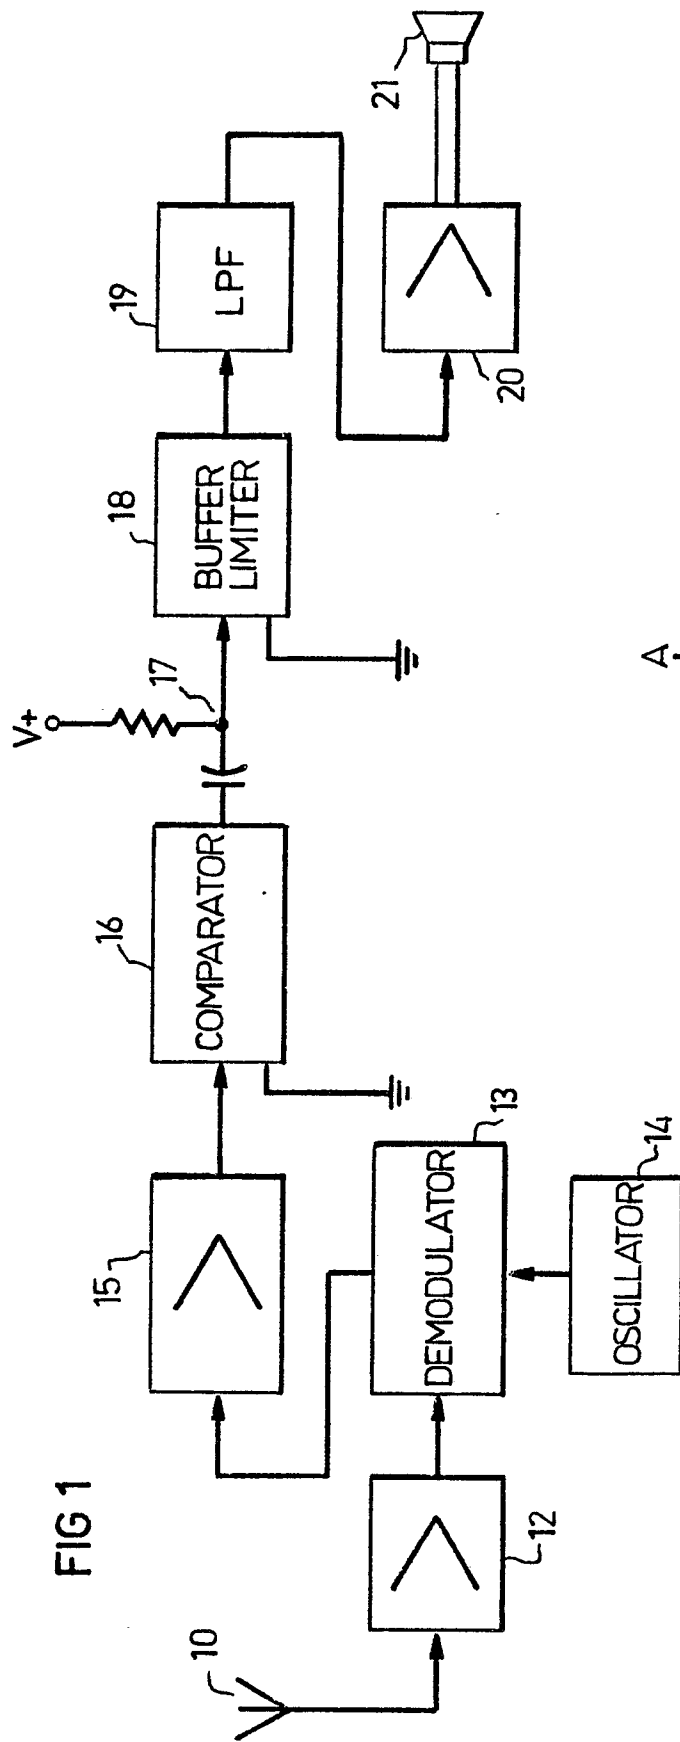 FIG 1
10
12
13
DEMODULATOR
14
OSCILLATOR
15
16
COMPARATOR
V+
17
18
BUFFER
LIMITER
19
LPF
20
21
A.